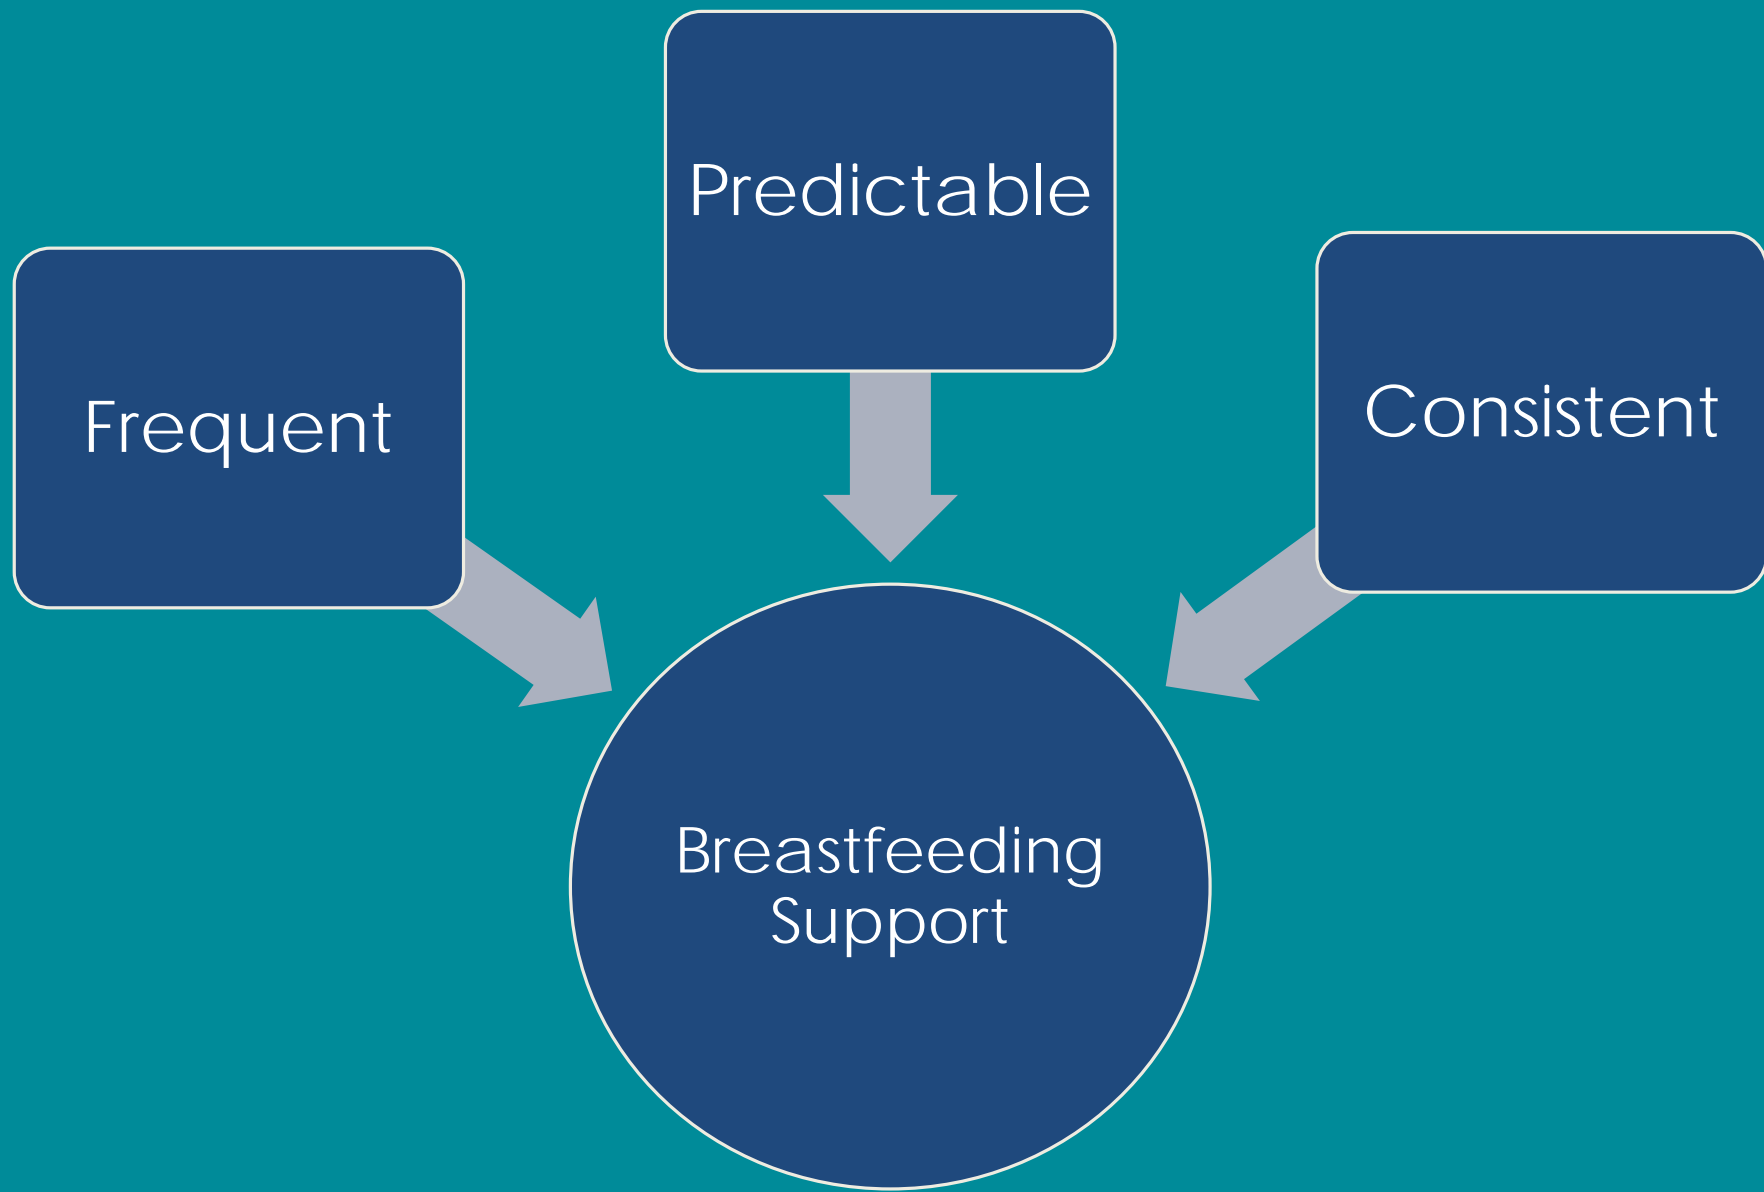 Predictable
Frequent
Consistent
Breastfeeding
Support